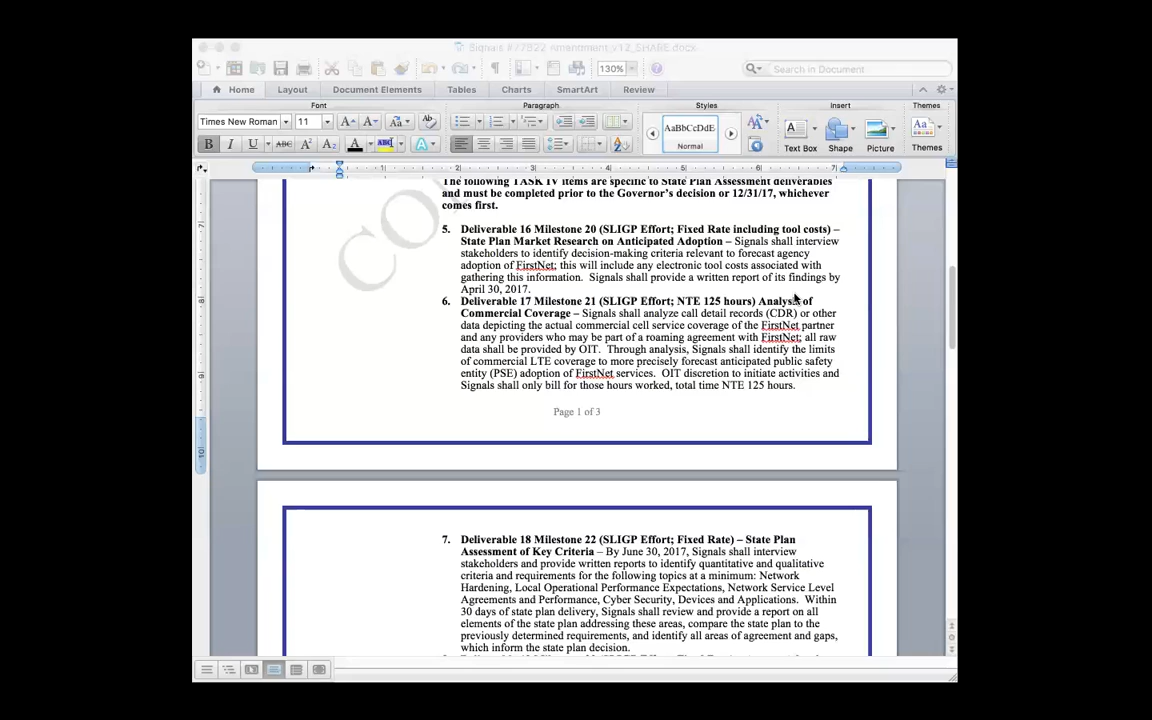 Signals #77822 Amendment v12_SHARE.docx
130%
Search in Document
Home Layout Document Elements Tables Charts SmartArt Review
Font Paragraph Styles Insert Themes
Times New Roman 11
AaBbCcDdE
Normal
Text Box Shape Picture Themes
The following TASK IV items are specific to State Plan Assessment deliverables
and must be completed prior to the Governor's decision or 12/31/17, whichever
comes first.
5. Deliverable 16 Milestone 20 (SLIGP Effort; Fixed Rate including tool costs) –
State Plan Market Research on Anticipated Adoption – Signals shall interview
stakeholders to identify decision-making criteria relevant to forecast agency
adoption of FirstNet; this will include any electronic tool costs associated with
gathering this information. Signals shall provide a written report of its findings by
April 30, 2017.
6. Deliverable 17 Milestone 21 (SLIGP Effort; NTE 125 hours) Analysis of
Commercial Coverage – Signals shall analyze call detail records (CDR) or other
data depicting the actual commercial cell service coverage of the FirstNet partner
and any providers who may be part of a roaming agreement with FirstNet; all raw
data shall be provided by OIT. Through analysis, Signals shall identify the limits
of commercial LTE coverage to more precisely forecast anticipated public safety
entity (PSE) adoption of FirstNet services. OIT discretion to initiate activities and
Signals shall only bill for those hours worked, total time NTE 125 hours.
Page 1 of 3
7. Deliverable 18 Milestone 22 (SLIGP Effort; Fixed Rate) – State Plan
Assessment of Key Criteria – By June 30, 2017, Signals shall interview
stakeholders and provide written reports to identify quantitative and qualitative
criteria and requirements for the following topics at a minimum: Network
Hardening, Local Operational Performance Expectations, Network Service Level
Agreements and Performance, Cyber Security, Devices and Applications. Within
30 days of state plan delivery, Signals shall review and provide a report on all
elements of the state plan addressing these areas, compare the state plan to the
previously determined requirements, and identify all areas of agreement and gaps,
which inform the state plan decision.